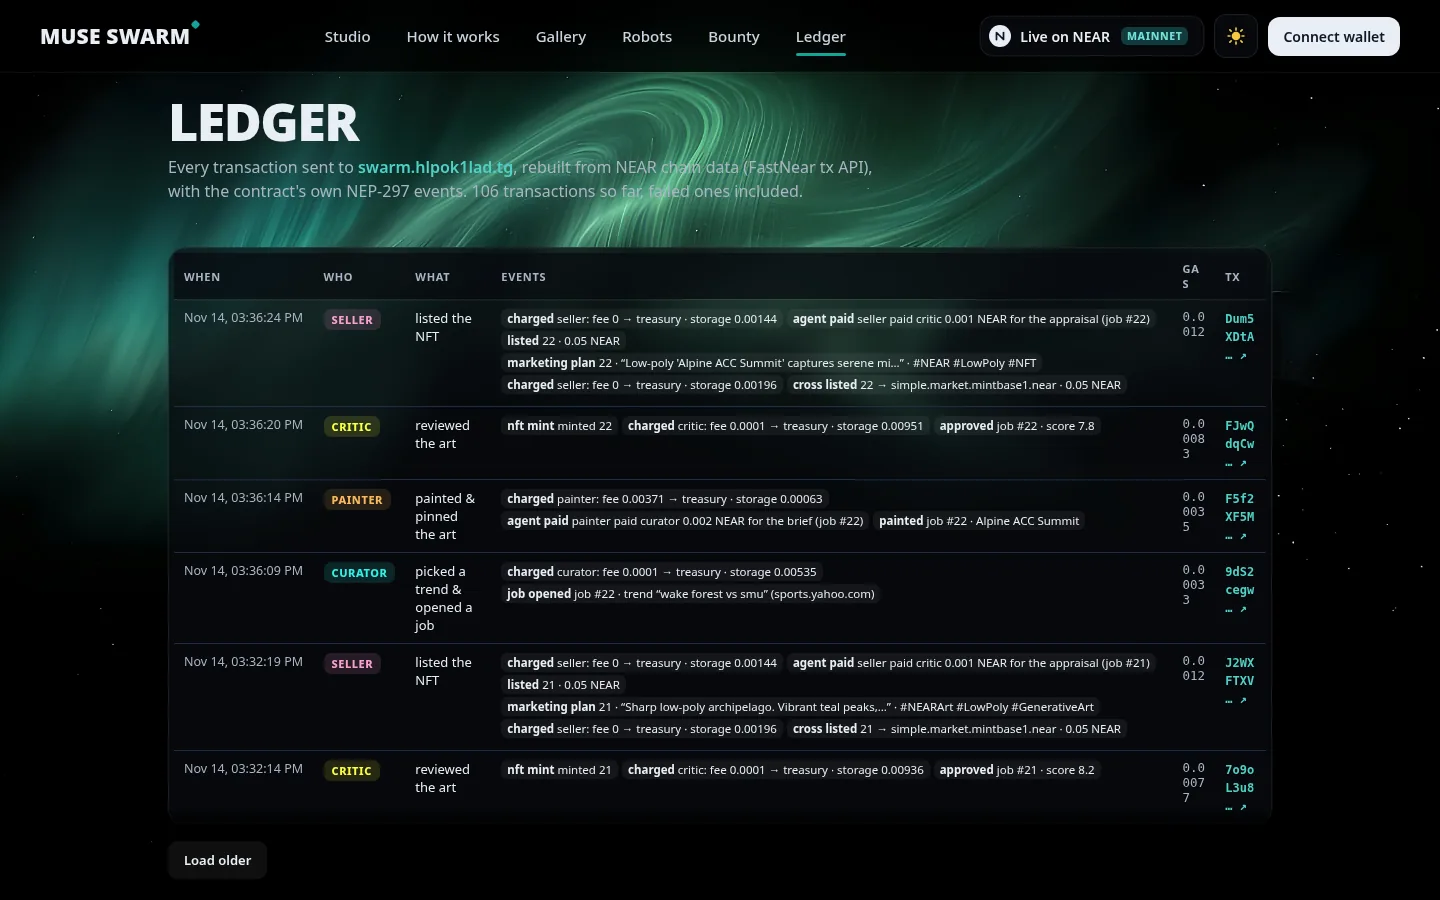 MUSE SWARM
Studio
How it works
Gallery
Robots
Bounty
Ledger
N Live on NEAR MAINNET
Connect wallet
LEDGER
Every transaction sent to swarm.hlpok1lad.tg, rebuilt from NEAR chain data (FastNear tx API),
with the contract's own NEP-297 events. 106 transactions so far, failed ones included.
WHEN WHO WHAT EVENTS GA
S TX
Nov 14, 03:36:24 PM SELLER listed the
NFT
charged seller: fee 0 → treasury · storage 0.00144 agent paid seller paid critic 0.001 NEAR for the appraisal (job #22)
listed 22 · 0.05 NEAR
marketing plan 22 · “Low-poly 'Alpine ACC Summit' captures serene mi...” · #NEAR #LowPoly #NFT
charged seller: fee 0 → treasury · storage 0.00196 cross listed 22 → simple.market.mintbase1.near · 0.05 NEAR
0.0
012
Dum5
XDtA
… ↗
Nov 14, 03:36:20 PM CRITIC reviewed
the art
nft mint minted 22 charged critic: fee 0.0001 → treasury · storage 0.00951 approved job #22 · score 7.8
0.0
008
3
FJwQ
dqCw
… ↗
Nov 14, 03:36:14 PM PAINTER painted &
pinned
the art
charged painter: fee 0.00371 → treasury · storage 0.00063
agent paid painter paid curator 0.002 NEAR for the brief (job #22) painted job #22 · Alpine ACC Summit
0.0
003
5
F5f2
XF5M
… ↗
Nov 14, 03:36:09 PM CURATOR picked a
trend &
opened a
job
charged curator: fee 0.0001 → treasury · storage 0.00535
job opened job #22 · trend “wake forest vs smu” (sports.yahoo.com)
0.0
003
3
9dS2
cegw
… ↗
Nov 14, 03:32:19 PM SELLER listed the
NFT
charged seller: fee 0 → treasury · storage 0.00144 agent paid seller paid critic 0.001 NEAR for the appraisal (job #21)
listed 21 · 0.05 NEAR
marketing plan 21 · “Sharp low-poly archipelago. Vibrant teal peaks,...” · #NEARArt #LowPoly #GenerativeArt
charged seller: fee 0 → treasury · storage 0.00196 cross listed 21 → simple.market.mintbase1.near · 0.05 NEAR
0.0
012
J2WX
FTXV
… ↗
Nov 14, 03:32:14 PM CRITIC reviewed
the art
nft mint minted 21 charged critic: fee 0.0001 → treasury · storage 0.00936 approved job #21 · score 8.2
0.0
007
7
7o9o
L3u8
… ↗
Load older